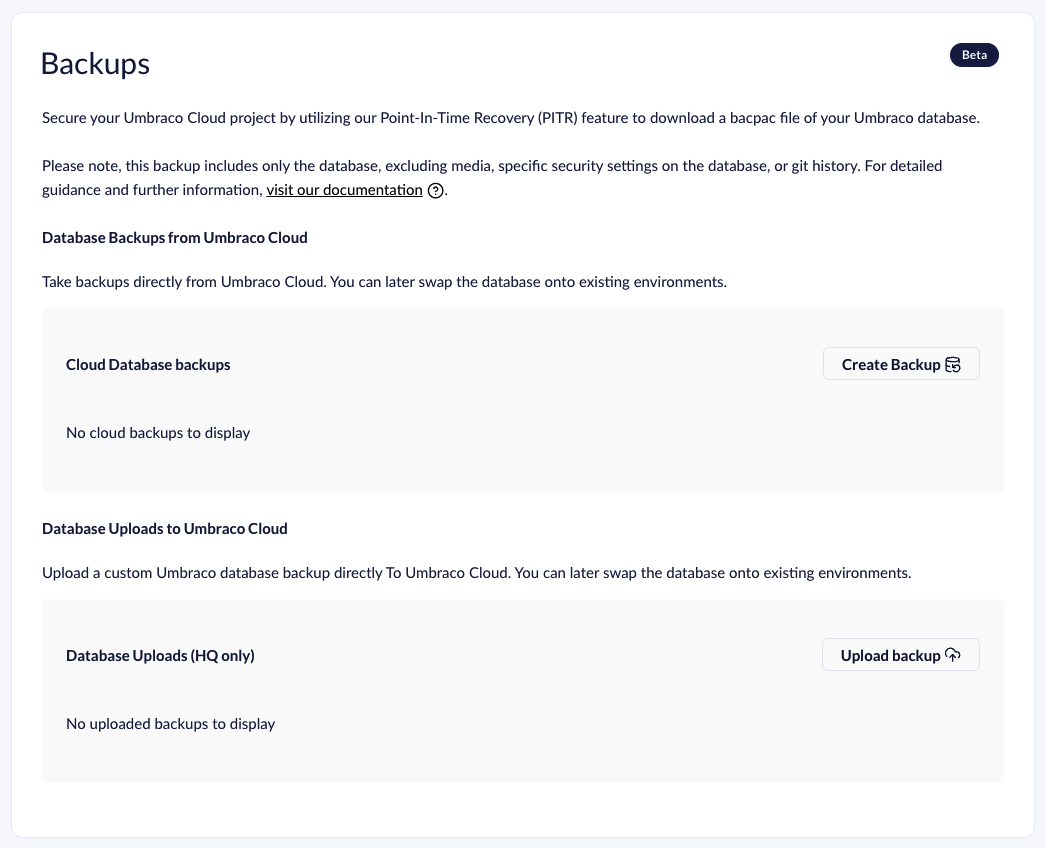 Backups
Beta
Secure your Umbraco Cloud project by utilizing our Point-In-Time Recovery (PITR) feature to download a bacpac file of your Umbraco database.
Please note, this backup includes only the database, excluding media, specific security settings on the database, or git history. For detailed
guidance and further information, visit our documentation ?.
Database Backups from Umbraco Cloud
Take backups directly from Umbraco Cloud. You can later swap the database onto existing environments.
Cloud Database backups
Create Backup
No cloud backups to display
Database Uploads to Umbraco Cloud
Upload a custom Umbraco database backup directly To Umbraco Cloud. You can later swap the database onto existing environments.
Database Uploads (HQ only)
Upload backup
No uploaded backups to display